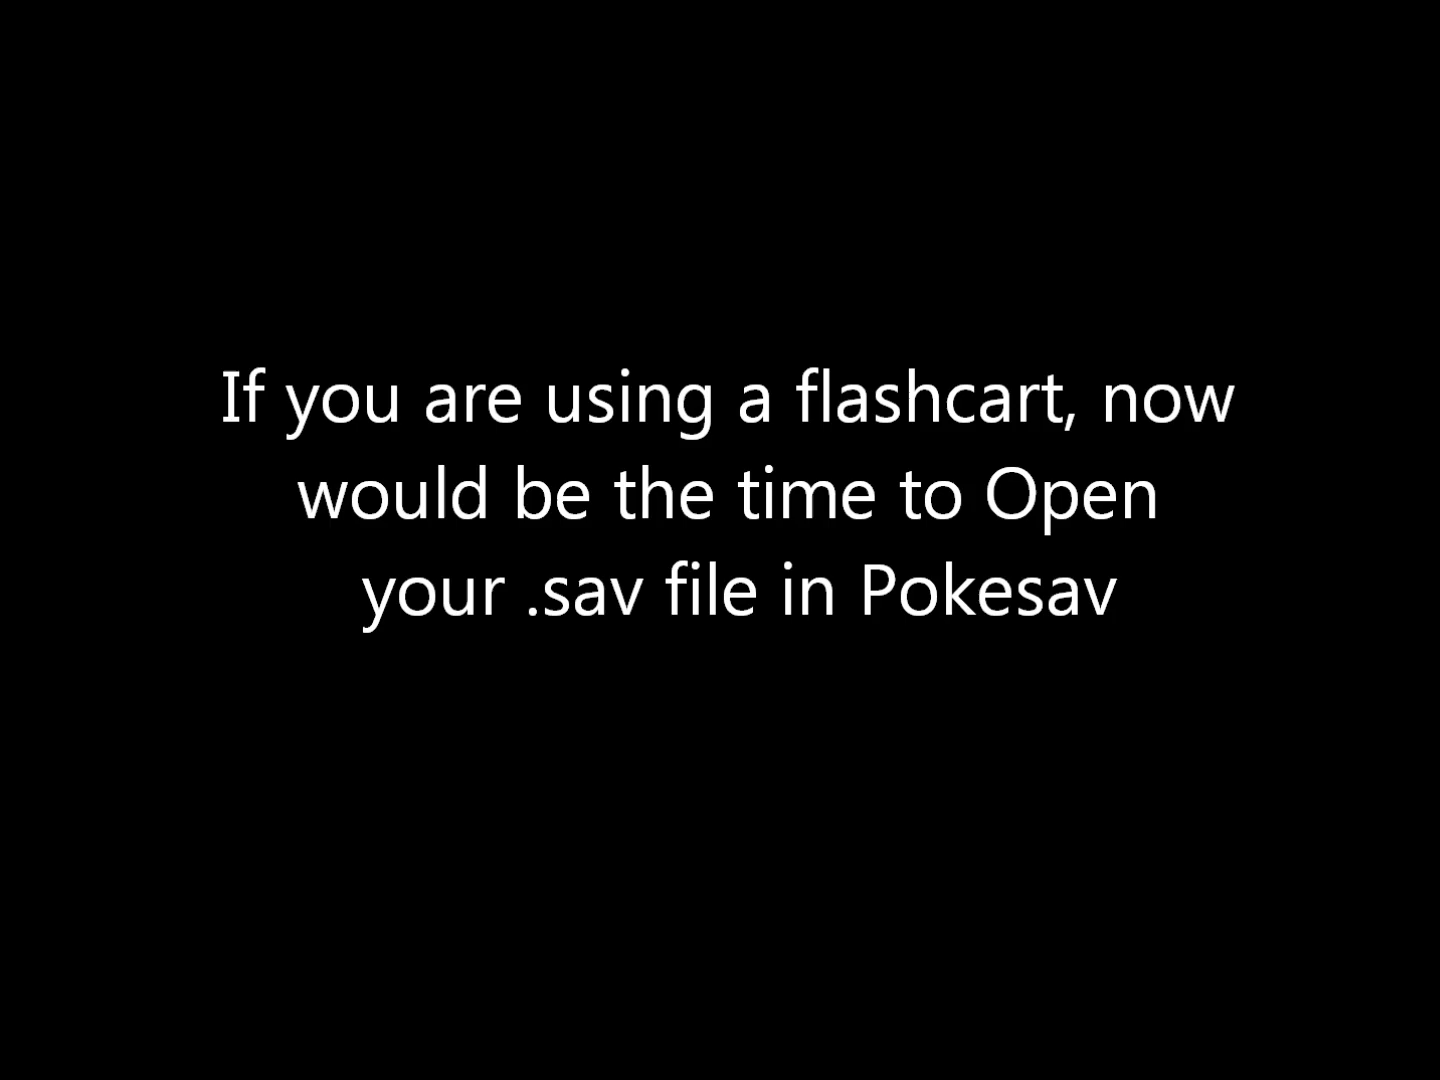 If you are using a flashcart, now
would be the time to Open
your .sav file in Pokesav